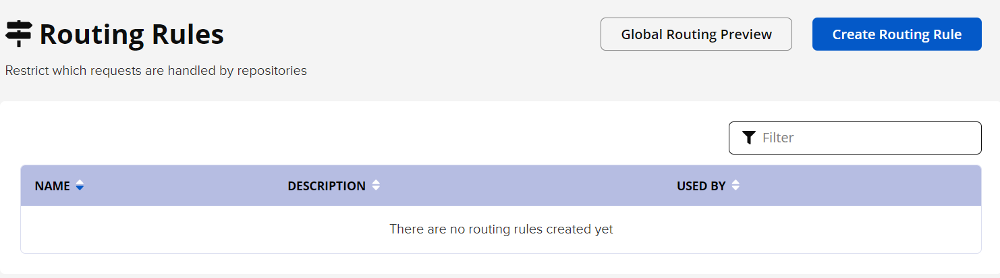 Routing Rules
Global Routing Preview
Create Routing Rule
Restrict which requests are handled by repositories
Filter
NAME DESCRIPTION USED BY
There are no routing rules created yet